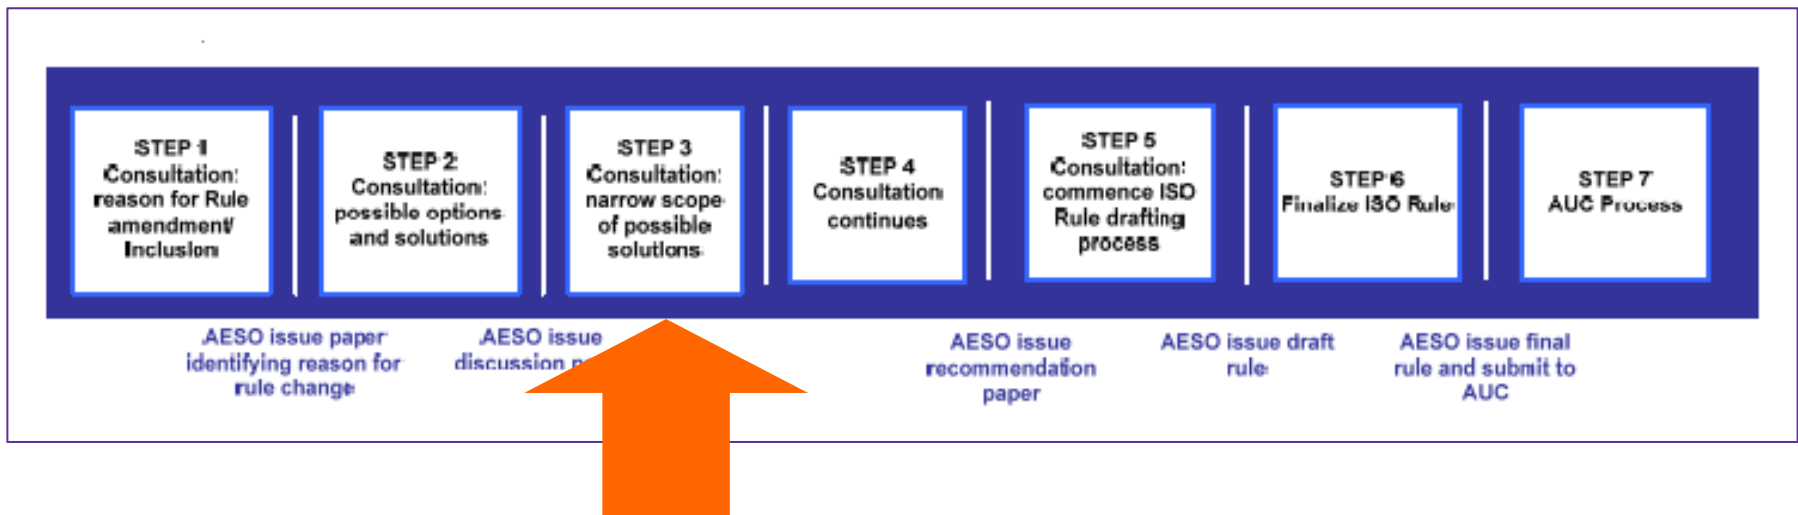 STEP 1
Consultation:
reason for Rule
amendment/
Inclusion
STEP 2
Consultation:
possible options
and solutions
STEP 3
Consultation:
narrow scope
of possible
solutions
STEP 4
Consultation
continues
STEP 5
Consultation:
commence ISO
Rule drafting
process
STEP 6
Finalize ISO Rule
STEP 7
AUC Process
AESO issue paper
identifying reason for
rule change
AESO issue
discussion
AESO issue
recommendation
paper
AESO issue draft
rule
AESO issue final
rule and submit to
AUC